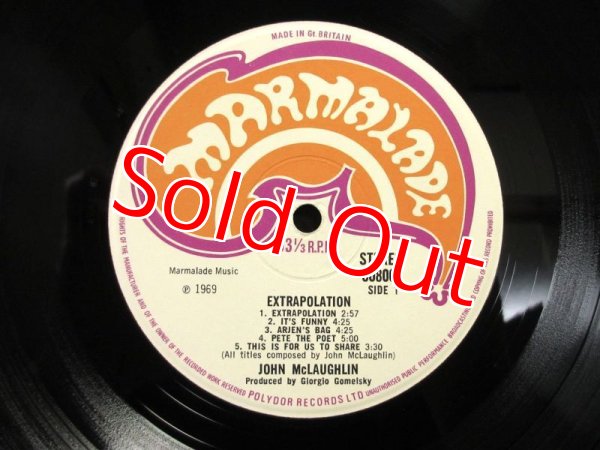 MADE IN Gt. BRITAIN
MARMALADE
Sold Out
33⅓ R.P.M.
STEREO
Marmalade Music
℗ 1969
SIDE 1
EXTRAPOLATION
1. EXTRAPOLATION 2:57
2. IT'S FUNNY 4:25
3. ARJEN'S BAG 4:25
4. PETE THE POET 5:00
5. THIS IS FOR US TO SHARE 3:30
(All titles composed by John McLaughlin)
JOHN McLAUGHLIN
Produced by Giorgio Gomelsky
POLYDOR RECORDS LTD
RIGHTS OF THE MANUFACTURER AND OF THE OWNER OF THE RECORDED WORK RESERVED
UNAUTHORISED PUBLIC PERFORMANCE BROADCASTING AND COPYING OF THIS RECORD PROHIBITED